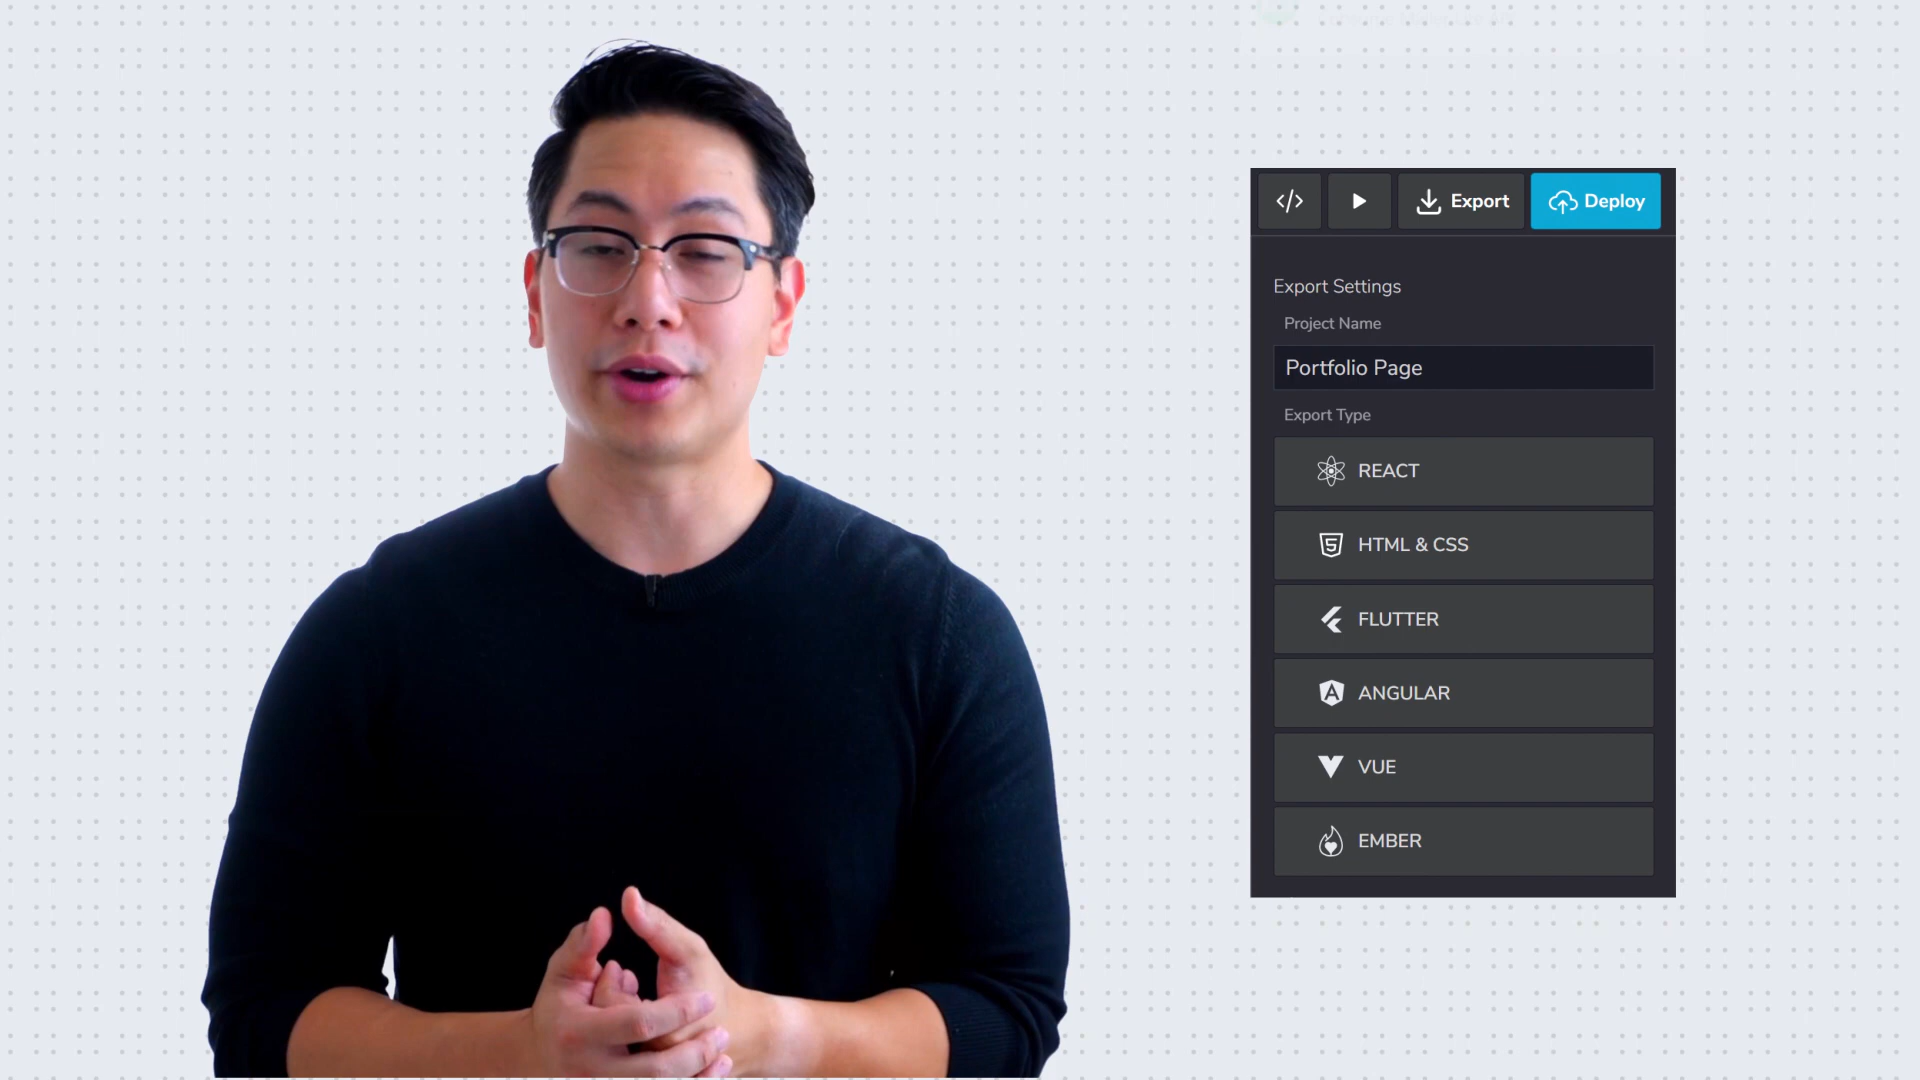 </> Export Deploy
Export Settings
Project Name
Portfolio Page
Export Type
REACT
HTML & CSS
FLUTTER
ANGULAR
VUE
EMBER